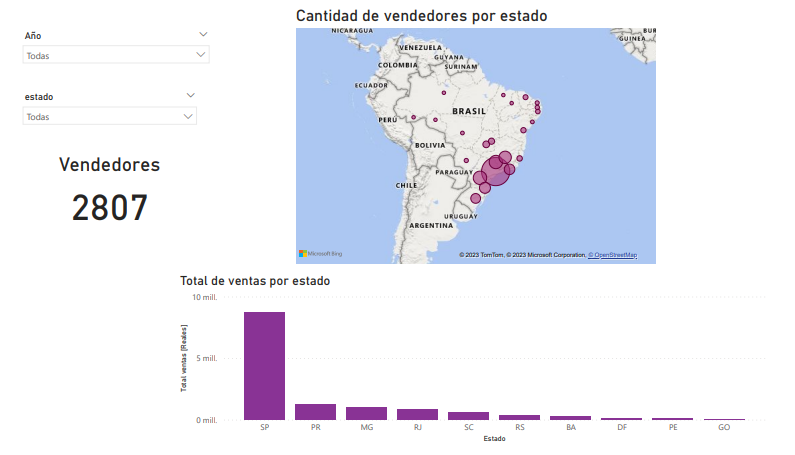 Año
Todas
estado
Todas
Vendedores
2807
Cantidad de vendedores por estado
NICARAGUA
VENEZUELA
GUYANA
SURINAM
COLOMBIA
ECUADOR
BRASIL
PERÚ
BOLIVIA
PARAGUAY
CHILE
URUGUAY
ARGENTINA
GUINEA
BUR
Microsoft Bing
© 2023 TomTom, © 2023 Microsoft Corporation, © OpenStreetMap
Total de ventas por estado
Total ventas [Reales]
10 mill.
5 mill.
0 mill.
SP PR MG RJ SC RS BA DF PE GO
Estado